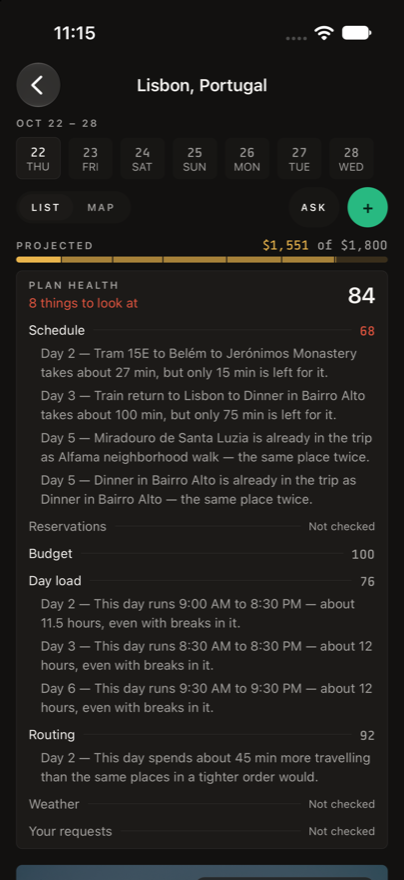 11:15
Lisbon, Portugal
OCT 22 – 28
22 23 24 25 26 27 28
THU FRI SAT SUN MON TUE WED
LIST MAP ASK +
PROJECTED $1,551 of $1,800
PLAN HEALTH
8 things to look at 84
Schedule 68
Day 2 — Tram 15E to Belém to Jerónimos Monastery
takes about 27 min, but only 15 min is left for it.
Day 3 — Train return to Lisbon to Dinner in Bairro Alto
takes about 100 min, but only 75 min is left for it.
Day 5 — Miradouro de Santa Luzia is already in the trip
as Alfama neighborhood walk — the same place twice.
Day 5 — Dinner in Bairro Alto is already in the trip as
Dinner in Bairro Alto — the same place twice.
Reservations Not checked
Budget 100
Day load 76
Day 2 — This day runs 9:00 AM to 8:30 PM — about
11.5 hours, even with breaks in it.
Day 3 — This day runs 8:30 AM to 8:30 PM — about 12
hours, even with breaks in it.
Day 6 — This day runs 9:30 AM to 9:30 PM — about 12
hours, even with breaks in it.
Routing 92
Day 2 — This day spends about 45 min more travelling
than the same places in a tighter order would.
Weather Not checked
Your requests Not checked